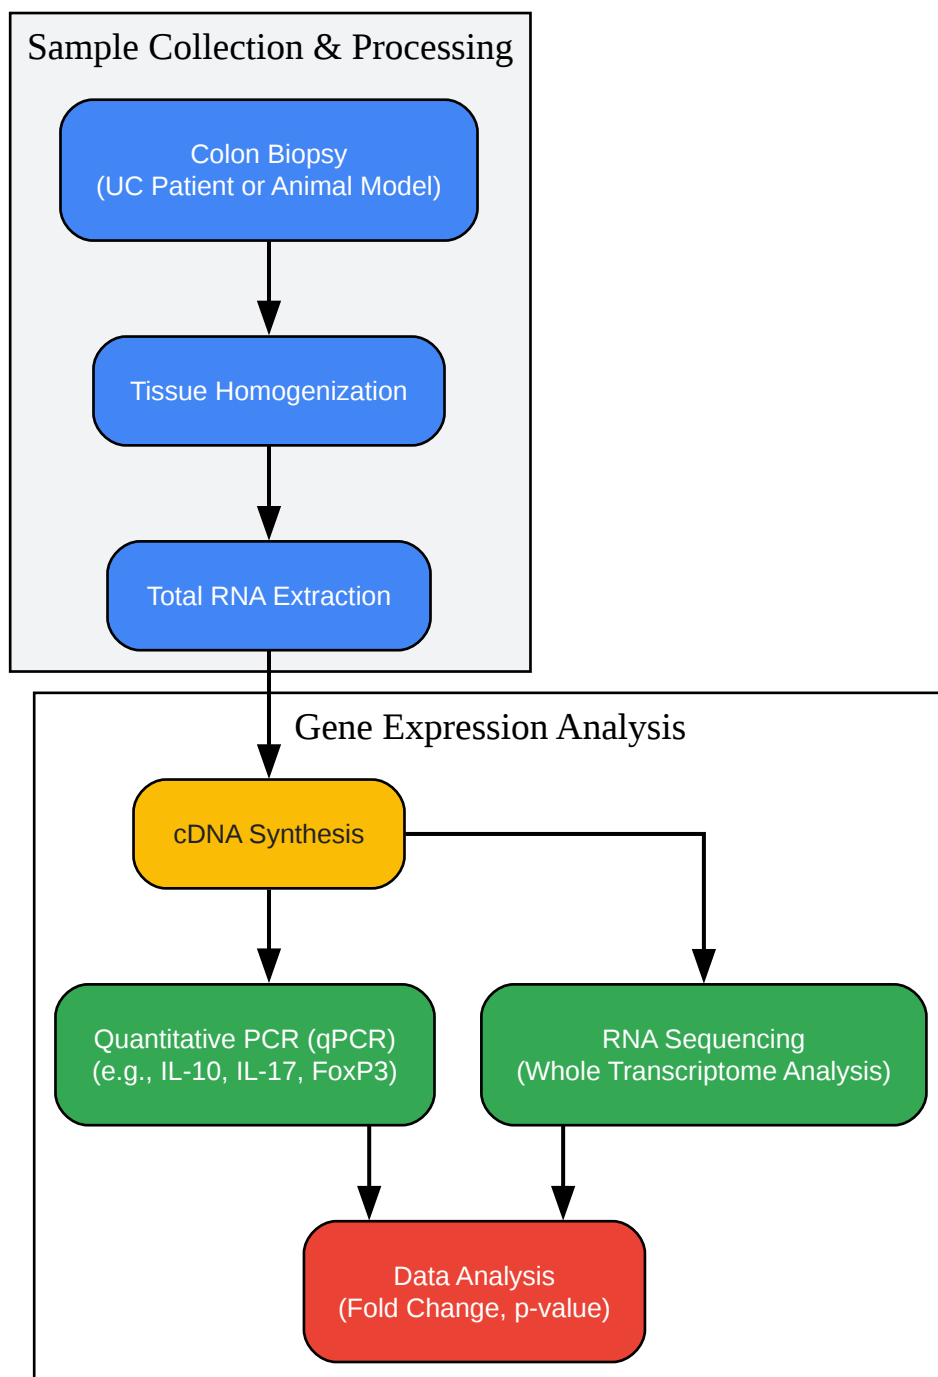 Sample Collection & Processing
Colon Biopsy
(UC Patient or Animal Model)
Tissue Homogenization
Total RNA Extraction
Gene Expression Analysis
cDNA Synthesis
Quantitative PCR (qPCR)
(e.g., IL-10, IL-17, FoxP3)
RNA Sequencing
(Whole Transcriptome Analysis)
Data Analysis
(Fold Change, p-value)